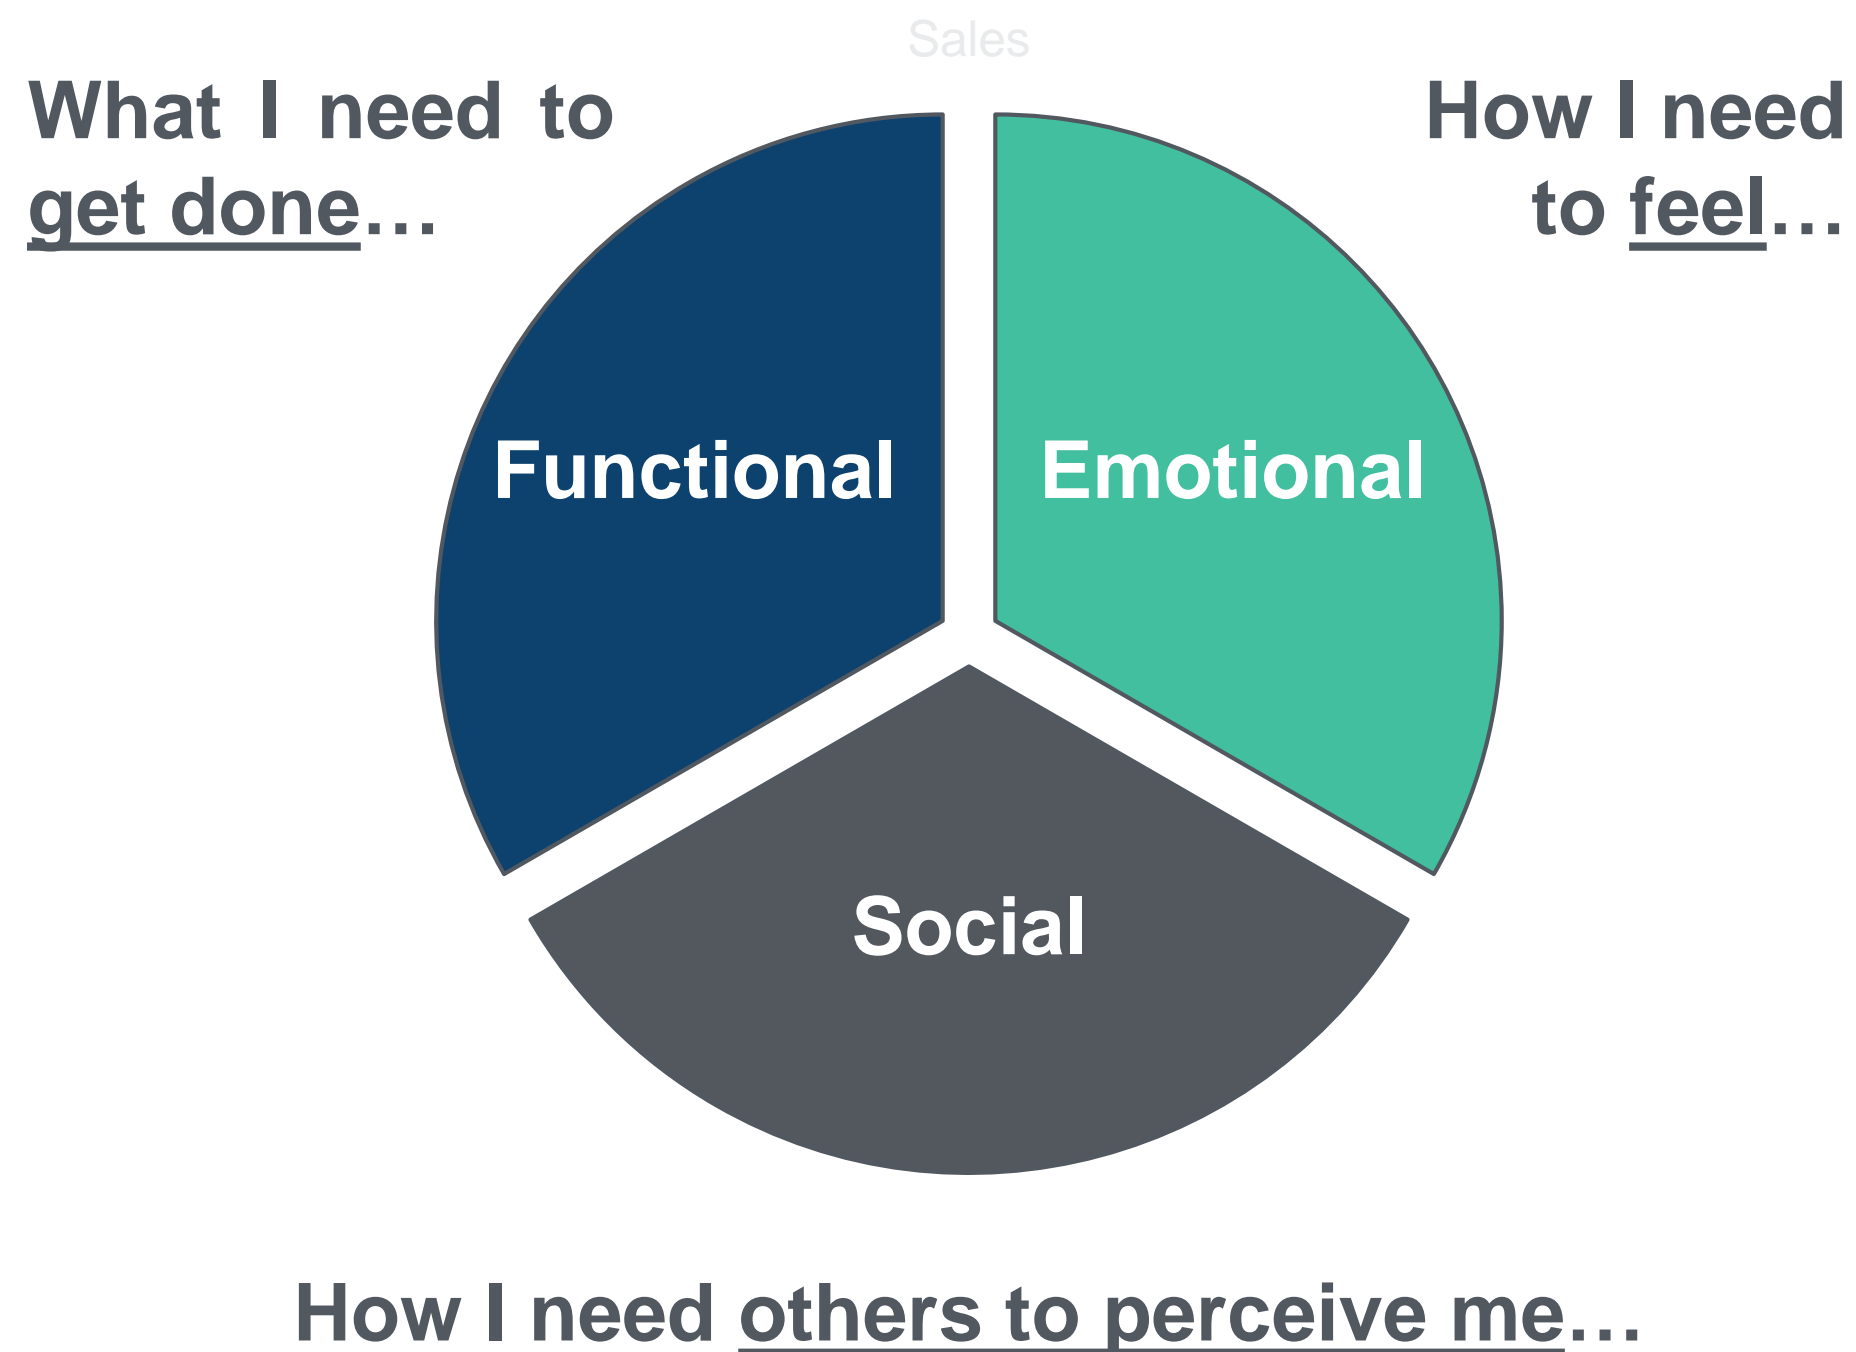 Sales
What I need to
get done…
How I need
to feel…
Functional
Emotional
Social
How I need others to perceive me…